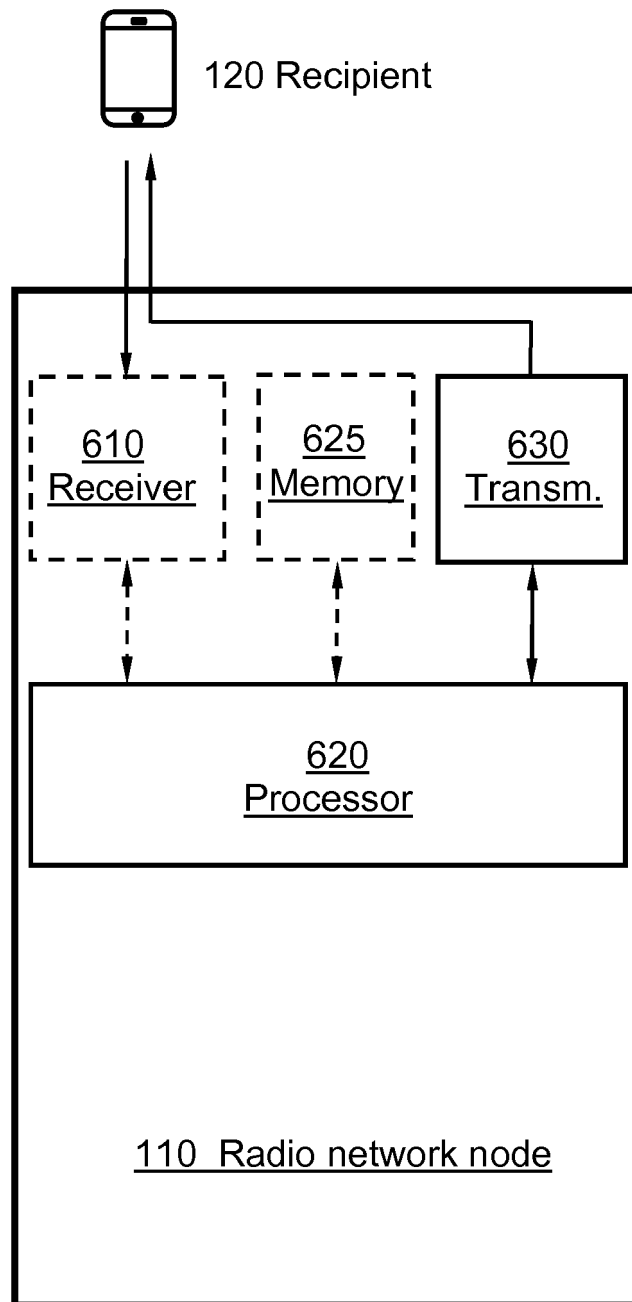 120 Recipient
610
Receiver
625
Memory
630
Transm.
620
Processor
110 Radio network node